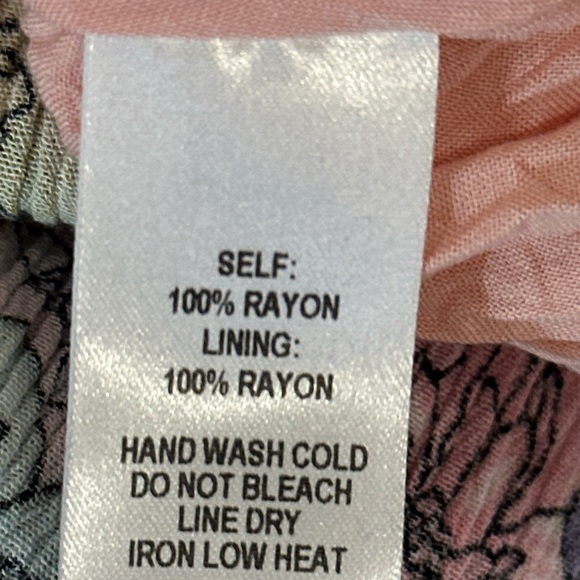 SELF:
100% RAYON
LINING:
100% RAYON
HAND WASH COLD
DO NOT BLEACH
LINE DRY
IRON LOW HEAT